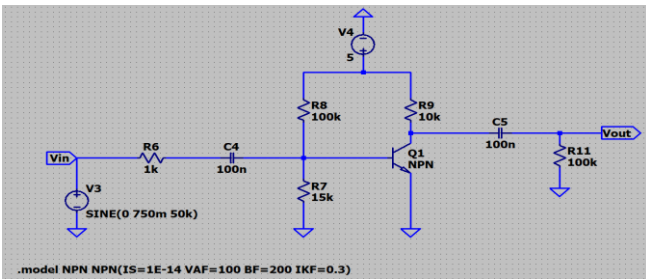 V4
5
R8
100k
R9
10k
C5
100n
Vout
R6
1k
C4
100n
Q1
NPN
R11
100k
Vin
R7
15k
V3
SINE(0 750m 50k)
.model NPN NPN(IS=1E-14 VAF=100 BF=200 IKF=0.3)